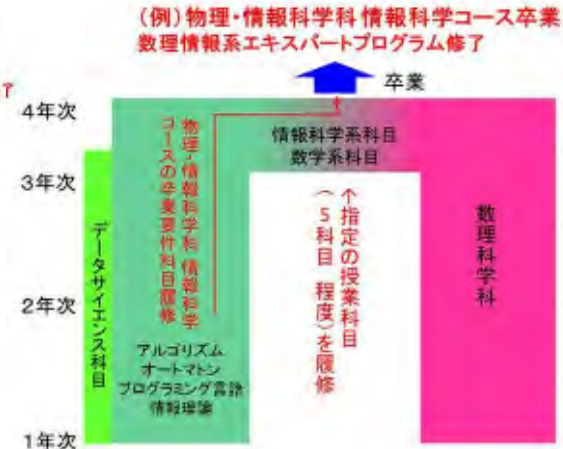 (例)物理・情報科学科 情報科学コース卒業
数理情報系エキスパートプログラム修了
卒業
4年次
3年次
2年次
1年次
データサイエンス科目
物理・情報科学科 情報科学
コースの卒業要件科目履修
アルゴリズム
オートマトン
プログラミング言語
情報理論
情報科学系科目
数学系科目
↑指定の授業科目
(5科目 程度)を履修
数理科学科